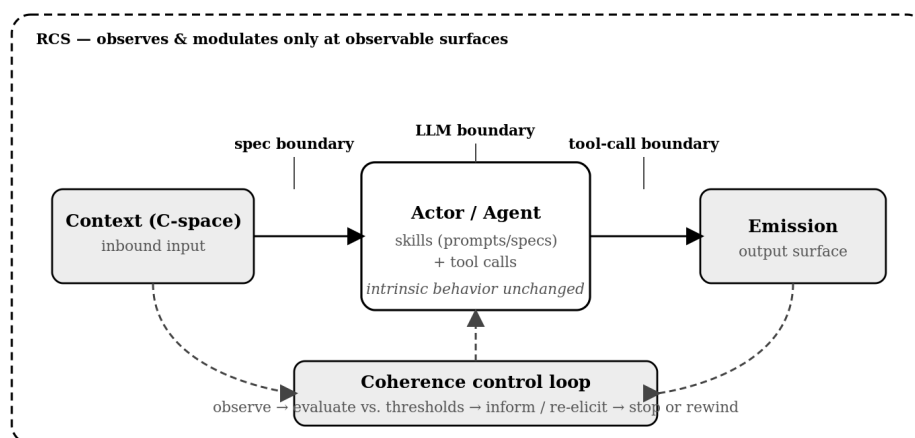 RCS — observes & modulates only at observable surfaces
LLM boundary
spec boundary
tool-call boundary
Context (C-space)
inbound input
Actor / Agent
skills (prompts/specs)
+ tool calls
intrinsic behavior unchanged
Emission
output surface
Coherence control loop
observe → evaluate vs. thresholds → inform / re-elicit → stop or rewind